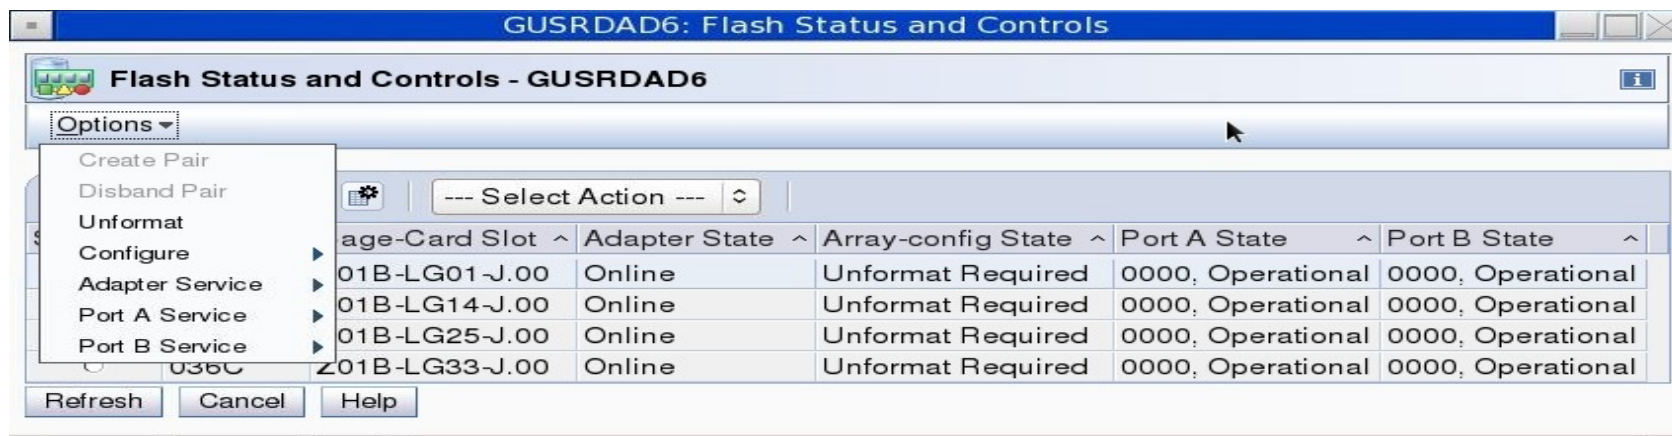 GUSRDAD6: Flash Status and Controls
Flash Status and Controls - GUSRDAD6
i
Options
Create Pair
Disband Pair
Unformat
Configure
Adapter Service
Port A Service
Port B Service
--- Select Action ---
age-Card Slot Adapter State Array-config State Port A State Port B State
01B-LG01-J.00 Online Unformat Required 0000, Operational 0000, Operational
01B-LG14-J.00 Online Unformat Required 0000, Operational 0000, Operational
01B-LG25-J.00 Online Unformat Required 0000, Operational 0000, Operational
036C Z01B-LG33-J.00 Online Unformat Required 0000, Operational 0000, Operational
Refresh Cancel Help